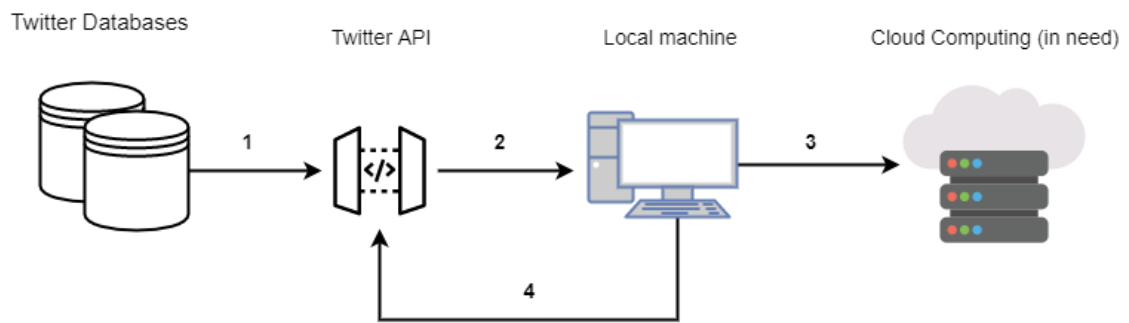 Twitter Databases
Twitter API
Local machine
Cloud Computing (in need)
1
2
3
</>
4